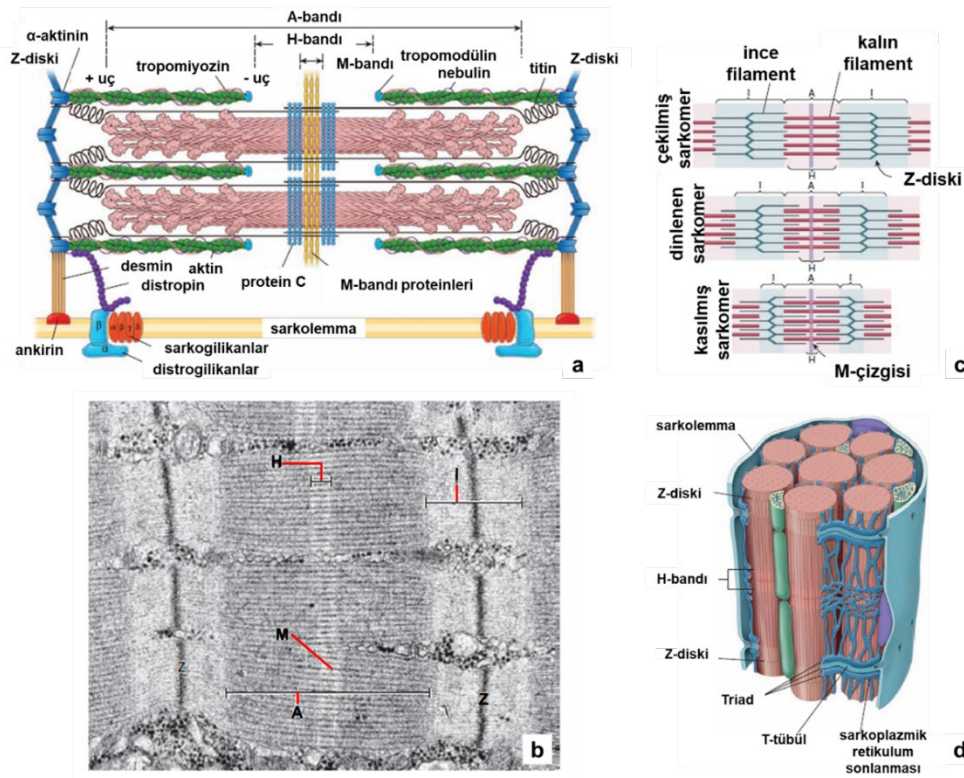 A-bandı
α-aktinin
H-bandı
Z-diski
+ uç
tropomiyozin
- uç
M-bandı
tropomodülin
nebulin
titin
Z-diski
desmin
distropin
aktin
protein C
M-bandı proteinleri
sarkolemma
ankirin
β
α
α β γ δ
sarkogilikanlar
distrogilikanlar
a
ince
filament
kalın
filament
I
A
I
çekilmiş
sarkomer
H
Z-diski
I
A
I
dinlenen
sarkomer
H
I
A
I
kasılmış
sarkomer
H
M-çizgisi
c
H
I
M
Z
A
Z
b
sarkolemma
Z-diski
H-bandı
Z-diski
Triad
T-tübül
sarkoplazmik
retikulum
sonlanması
d